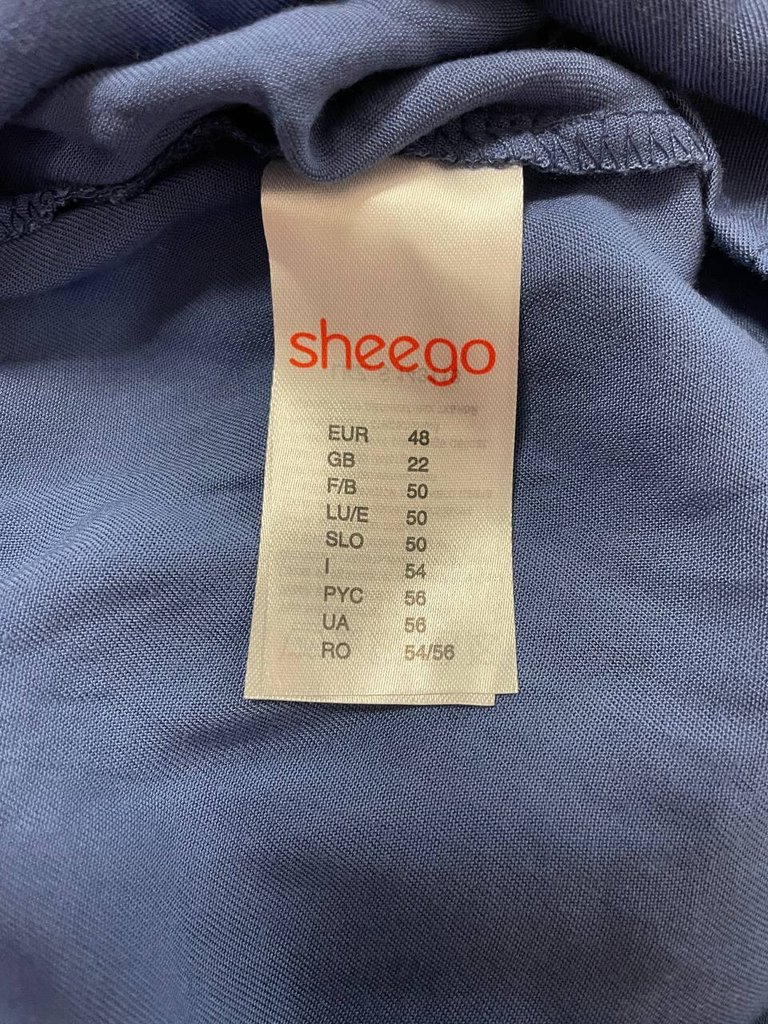 sheego
EUR 48
GB 22
F/B 50
LU/E 50
SLO 50
I 54
PYC 56
UA 56
RO 54/56